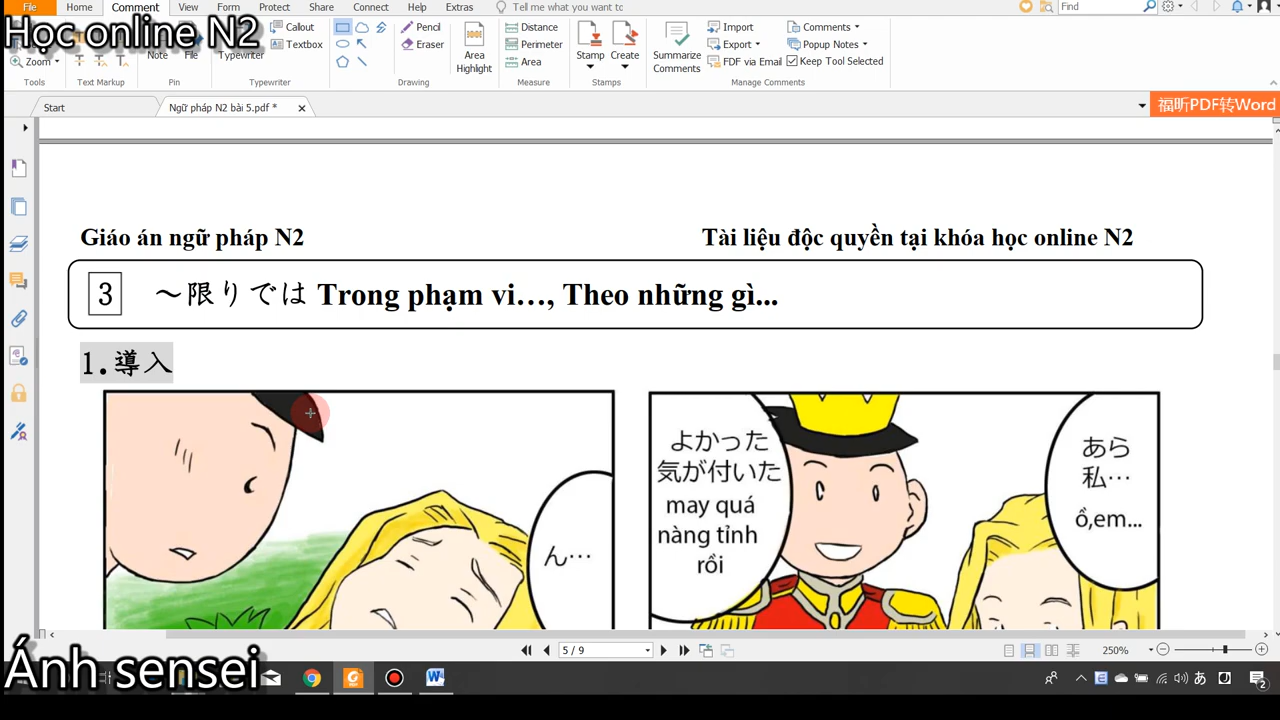 File Home Comment View Form Protect Share Connect Help Extras Tell me what you want to Find
Học online N2
Zoom Note File Typewriter Callout Textbox Pencil Eraser Area Highlight Distance Perimeter Area Stamp Create Summarize Comments Import Export FDF via Email Comments Popup Notes Keep Tool Selected
Tools Text Markup Pin Typewriter Drawing Measure Stamps Manage Comments
Start Ngữ pháp N2 bài 5.pdf * 福昕PDF转Word
Giáo án ngữ pháp N2 Tài liệu độc quyền tại khóa học online N2
3 ～限りでは Trong phạm vi…, Theo những gì...
1.導入
ん…
よかった
気が付いた
may quá
nàng tỉnh
rồi
あら
私…
ồ,em...
5 / 9 250%
Ánh sensei
あ 2